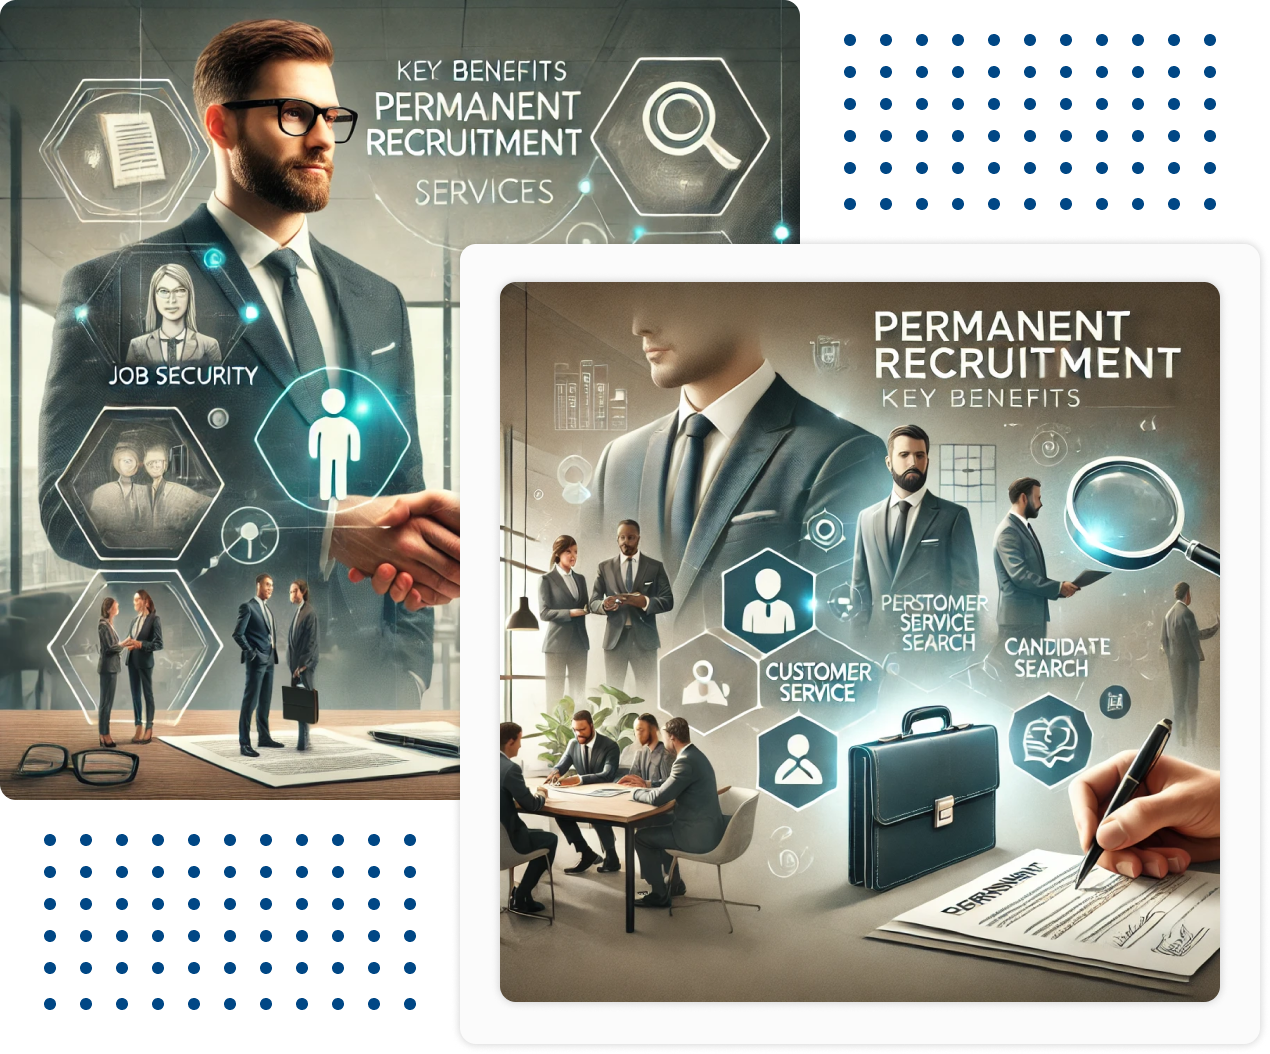 KEY BENEFITS
PERMANENT
RECRUITMENT
SERVICES
JOB SECURITY
PERMANENT
RECRUITMENT
KEY BENEFITS
PERSTOMER
SERVICE
SEARCH
CANDIDATE
SEARCH
CUSTOMER
SERVICE